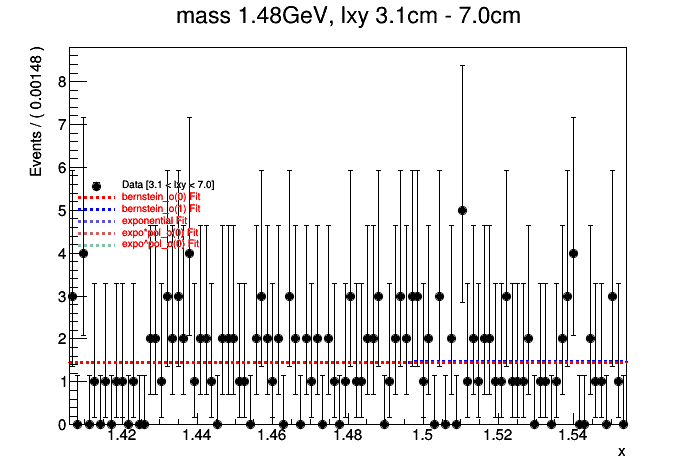 mass 1.48GeV, lxy 3.1cm - 7.0cm
Events / ( 0.00148 )
8
7
6
5
4
3
2
1
0
Data [3.1 < lxy < 7.0]
bernstein_o(0) Fit
bernstein_o(1) Fit
exponential Fit
expo*pol_o(0) Fit
expo^pol_o(0) Fit
1.42 1.44 1.46 1.48 1.5 1.52 1.54
x